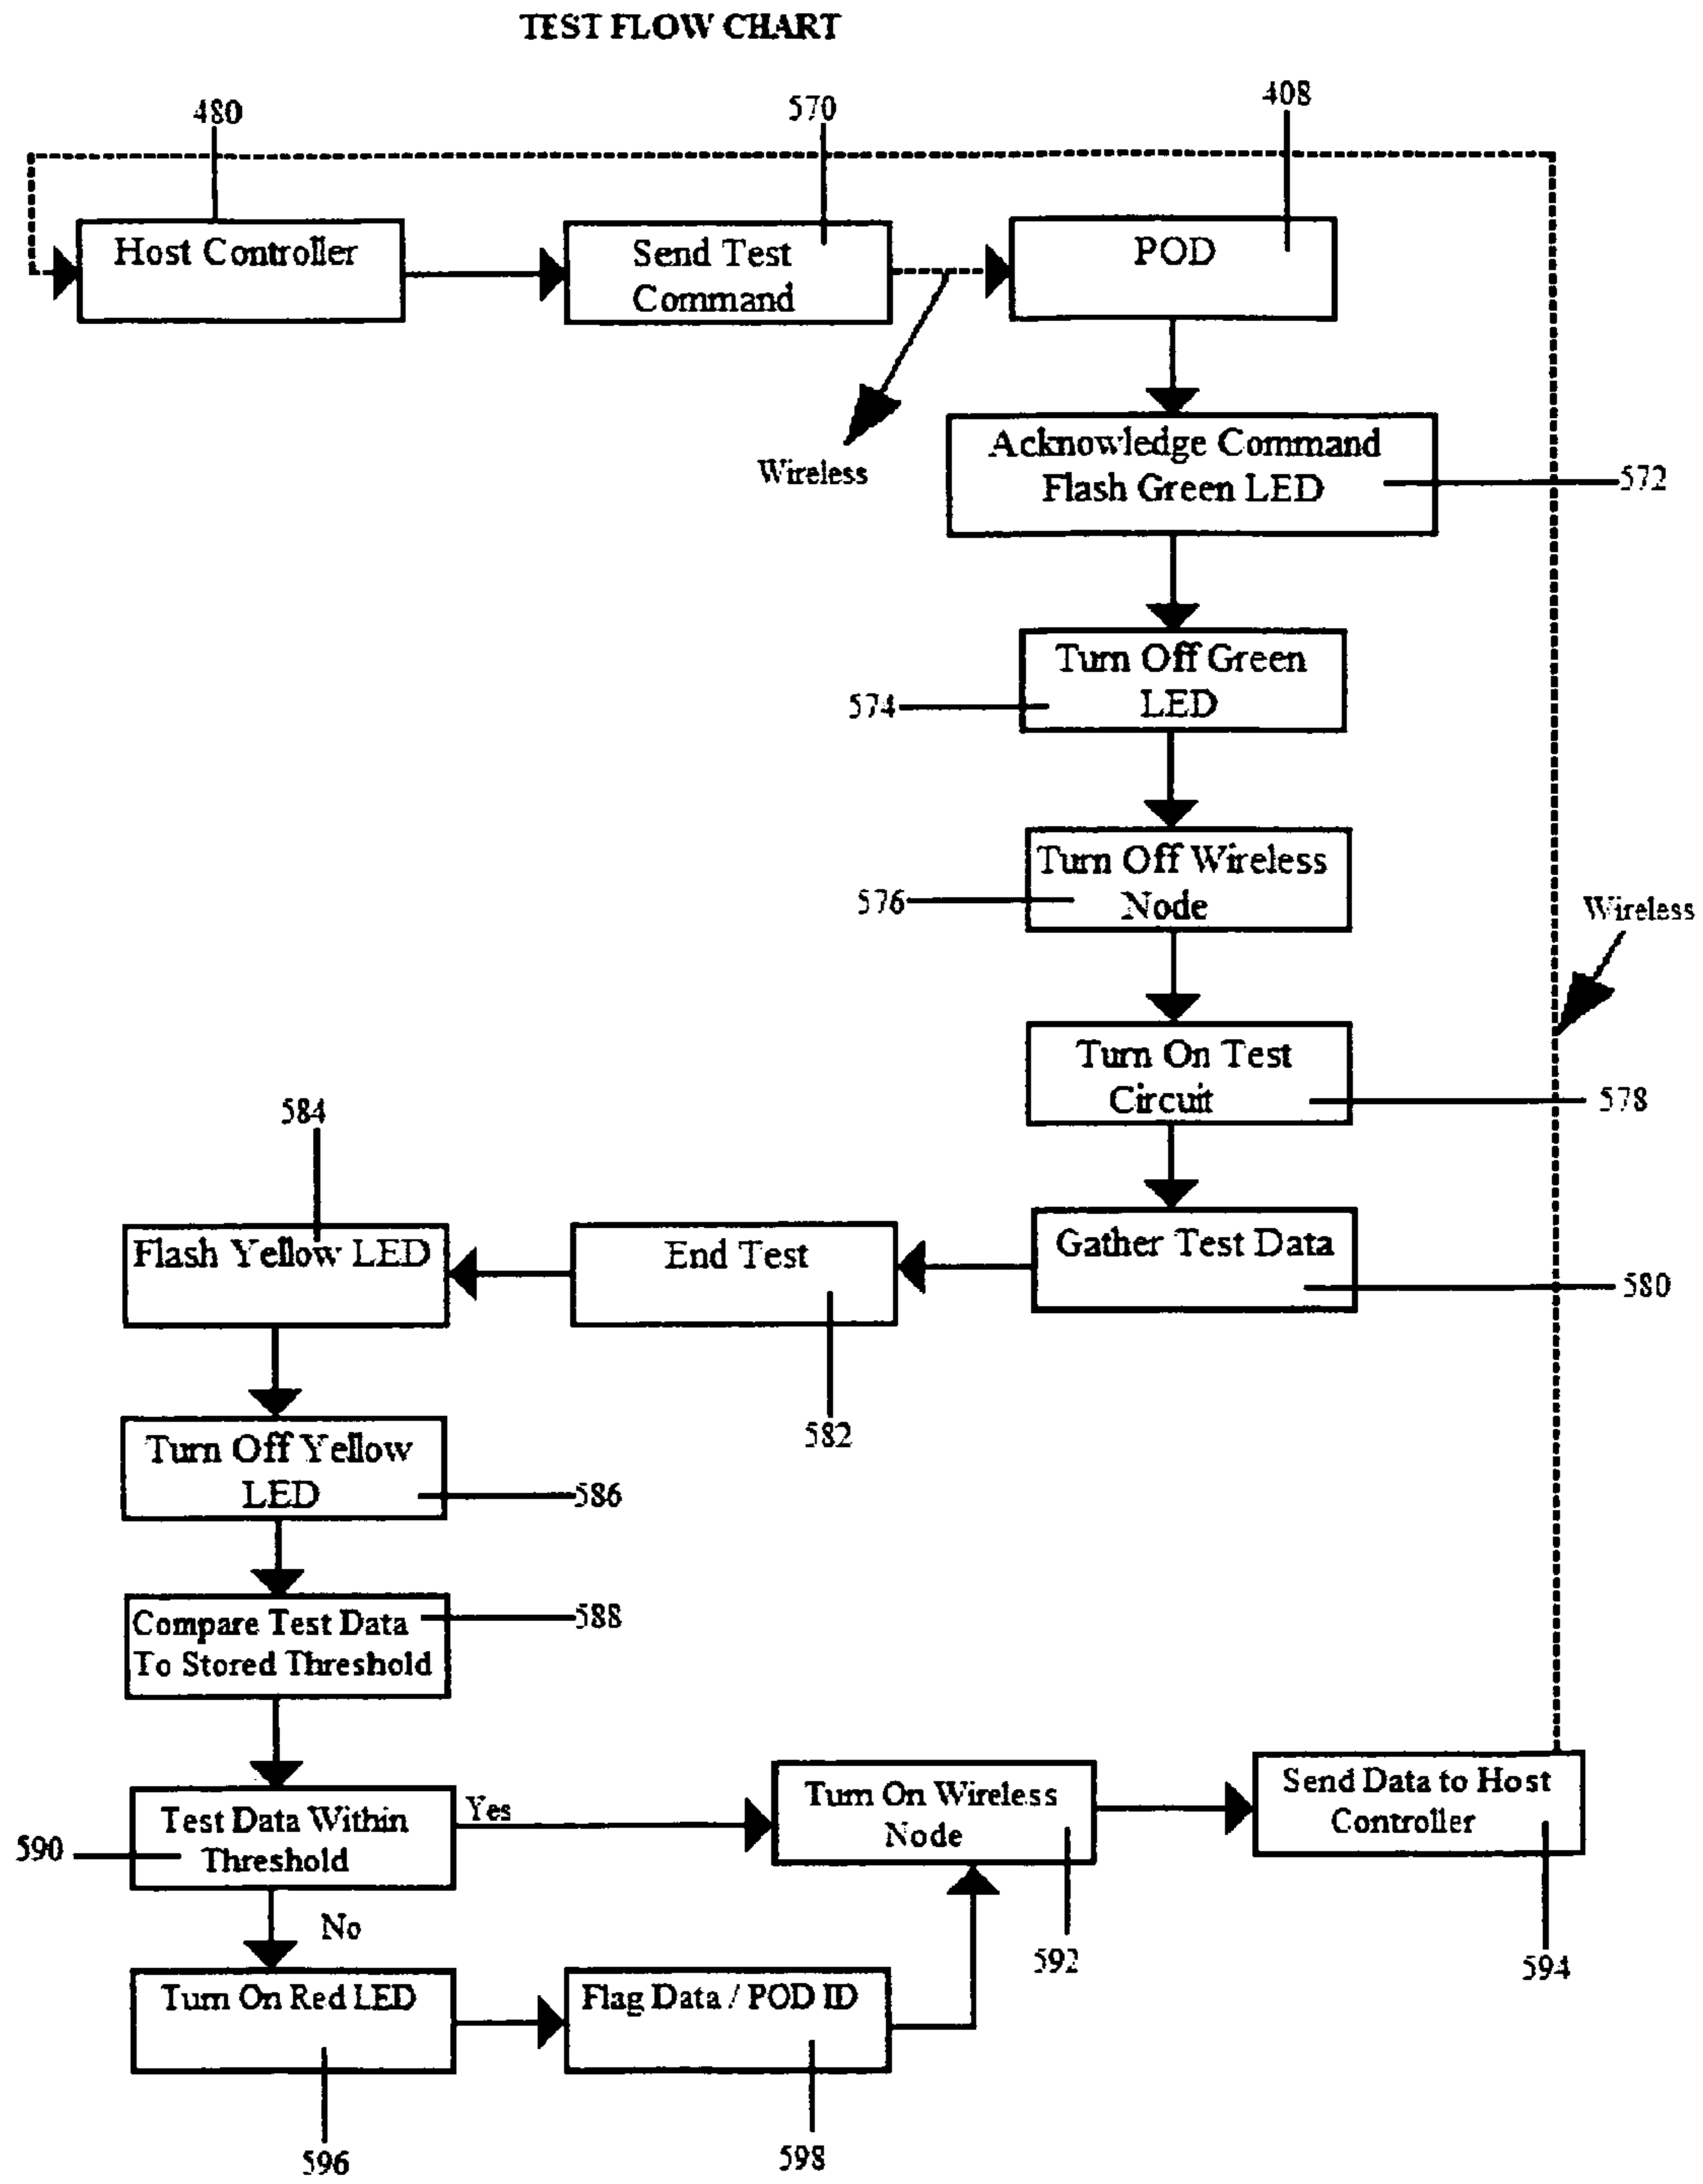 TEST FLOW CHART
480
570
408
Host Controller
Send Test
Command
POD
Wireless
Acknowledge Command
Flash Green LED
572
Turn Off Green
LED
574
Turn Off Wireless
Node
576
Wireless
Turn On Test
Circuit
578
584
Flash Yellow LED
End Test
Gather Test Data
580
582
Turn Off Yellow
LED
586
Compare Test Data
To Stored Threshold
588
Test Data Within
Threshold
590
Yes
Turn On Wireless
Node
Send Data to Host
Controller
No
592
594
Turn On Red LED
Flag Data / POD ID
596
598